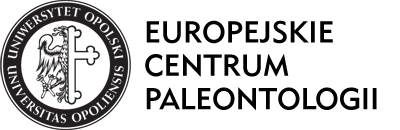 UNIWERSYTET OPOLSKI
UNIVERSITAS OPOLIENSIS
EUROPEJSKIE
CENTRUM
PALEONTOLOGII